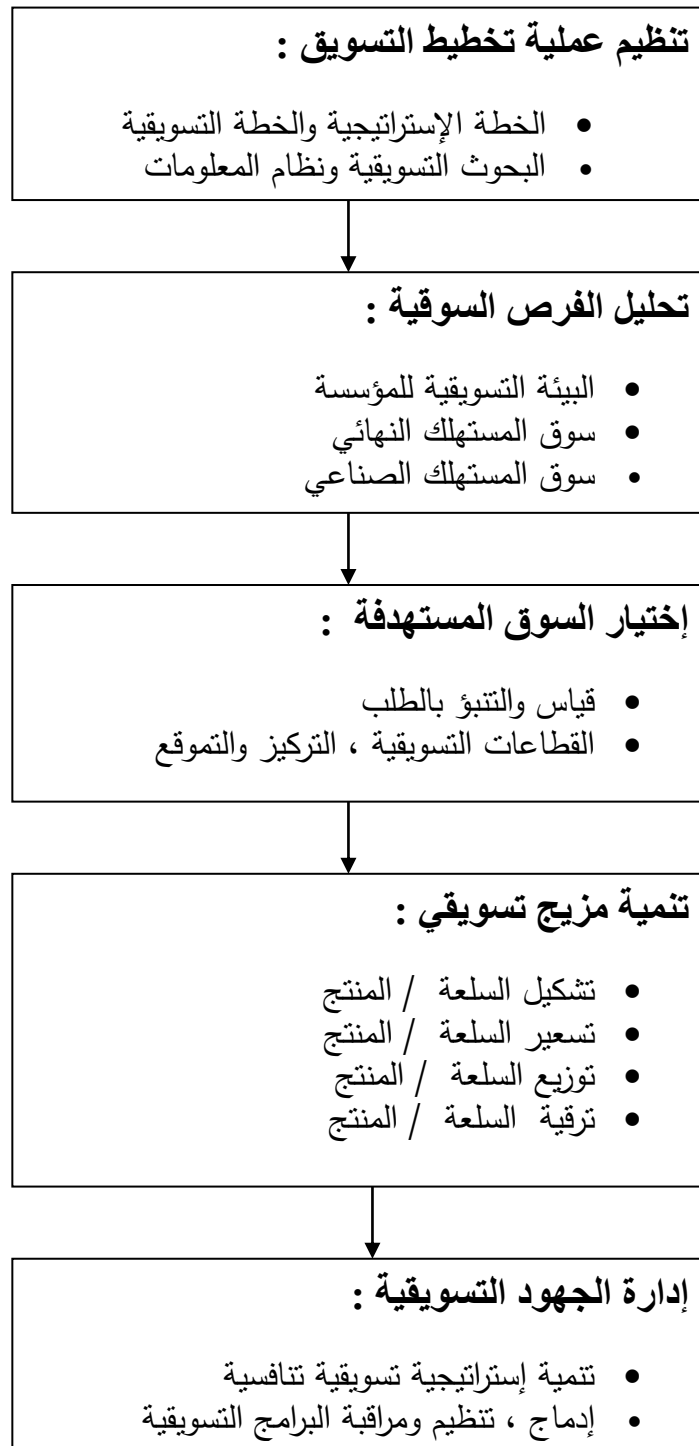 تنظيم عملية تخطيط التسويق :
• الخطة الإستراتيجية والخطة التسويقية
• البحوث التسويقية ونظام المعلومات
تحليل الفرص السوقية :
• البيئة التسويقية للمؤسسة
• سوق المستهلك النهائي
• سوق المستهلك الصناعي
إختيار السوق المستهدفة :
• قياس والتنبؤ بالطلب
• القطاعات التسويقية ، التركيز والتموقع
تنمية مزيج تسويقي :
• تشكيل السلعة / المنتج
• تسعير السلعة / المنتج
• توزيع السلعة / المنتج
• ترقية السلعة / المنتج
إدارة الجهود التسويقية :
• تنمية إستراتيجية تسويقية تنافسية
• إدماج ، تنظيم ومراقبة البرامج التسويقية